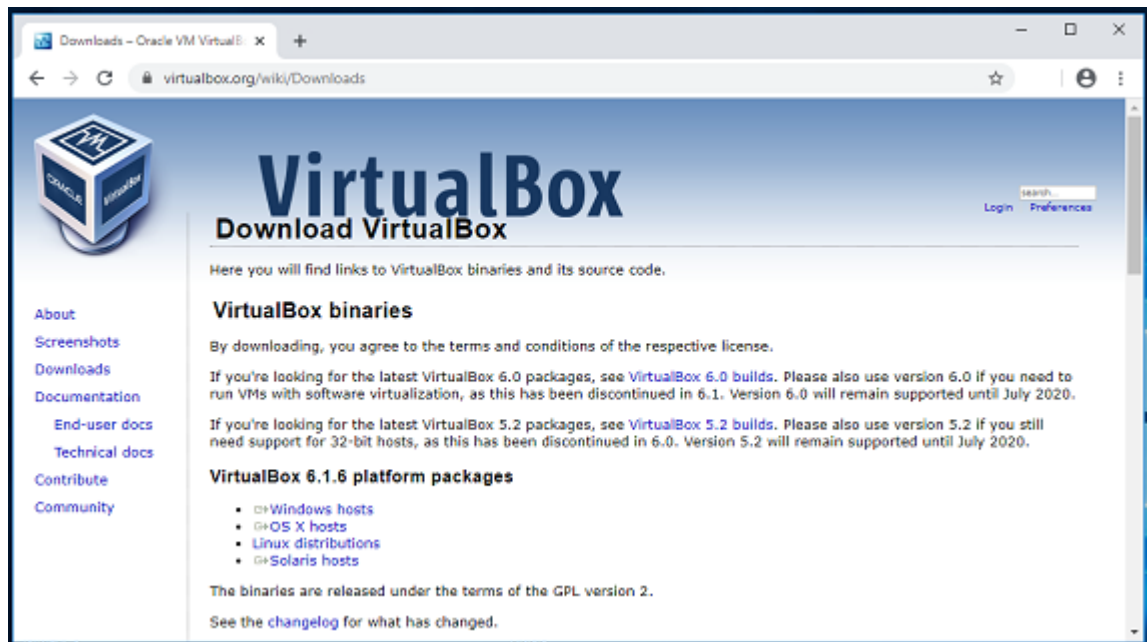 Downloads – Oracle VM VirtualB
virtualbox.org/wiki/Downloads
ORACLE
VirtualBox
VirtualBox
search...
Login Preferences
Download VirtualBox
Here you will find links to VirtualBox binaries and its source code.
About
Screenshots
Downloads
Documentation
End-user docs
Technical docs
Contribute
Community
VirtualBox binaries
By downloading, you agree to the terms and conditions of the respective license.
If you're looking for the latest VirtualBox 6.0 packages, see VirtualBox 6.0 builds. Please also use version 6.0 if you need to
run VMs with software virtualization, as this has been discontinued in 6.1. Version 6.0 will remain supported until July 2020.
If you're looking for the latest VirtualBox 5.2 packages, see VirtualBox 5.2 builds. Please also use version 5.2 if you still
need support for 32-bit hosts, as this has been discontinued in 6.0. Version 5.2 will remain supported until July 2020.
VirtualBox 6.1.6 platform packages
Windows hosts
OS X hosts
Linux distributions
Solaris hosts
The binaries are released under the terms of the GPL version 2.
See the changelog for what has changed.